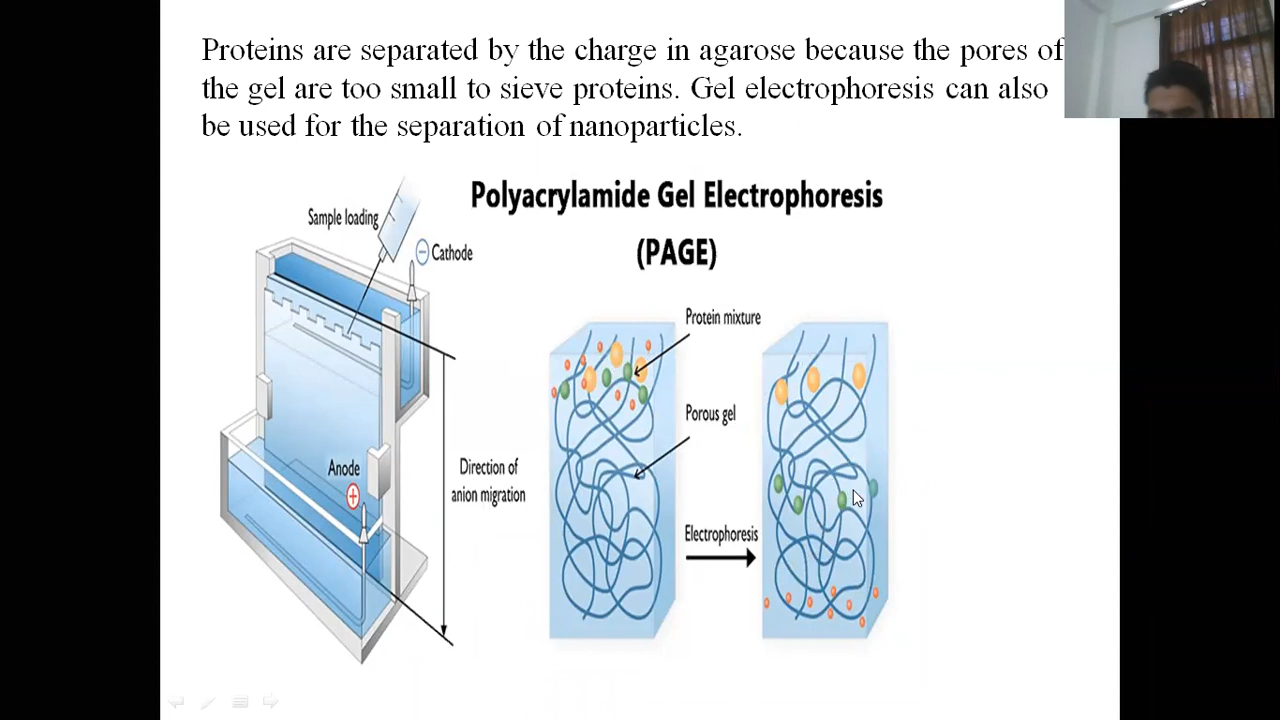 Proteins are separated by the charge in agarose because the pores of
the gel are too small to sieve proteins. Gel electrophoresis can also
be used for the separation of nanoparticles.
Polyacrylamide Gel Electrophoresis
(PAGE)
Sample loading
Cathode
Protein mixture
Porous gel
Anode
Direction of
anion migration
Electrophoresis